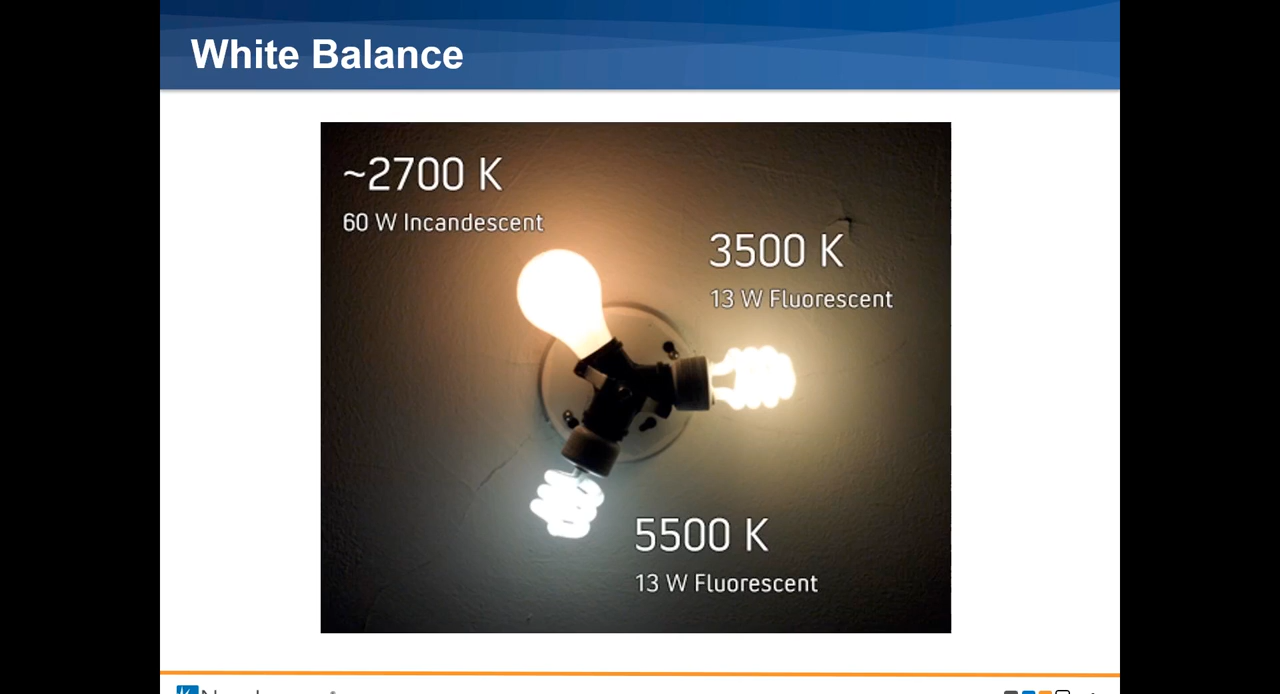 White Balance
~2700 K
60 W Incandescent
3500 K
13 W Fluorescent
5500 K
13 W Fluorescent